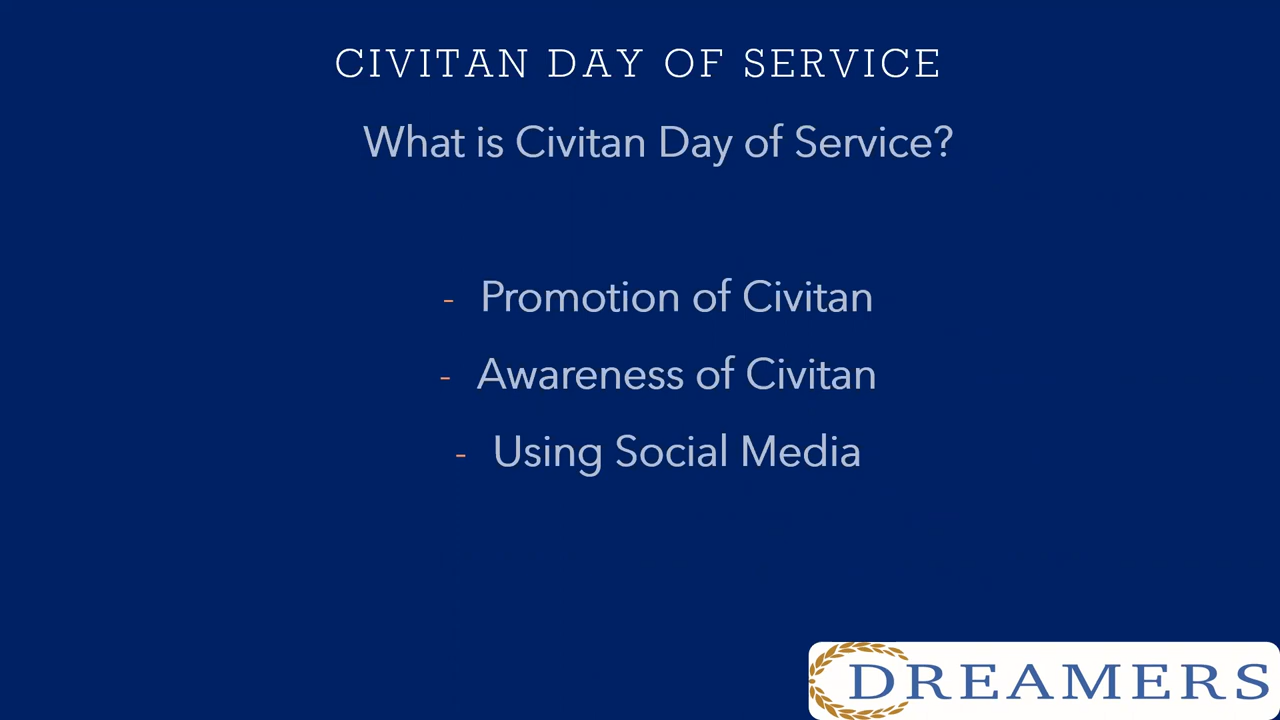 CIVITAN DAY OF SERVICE
What is Civitan Day of Service?
- Promotion of Civitan
- Awareness of Civitan
- Using Social Media
DREAMERS